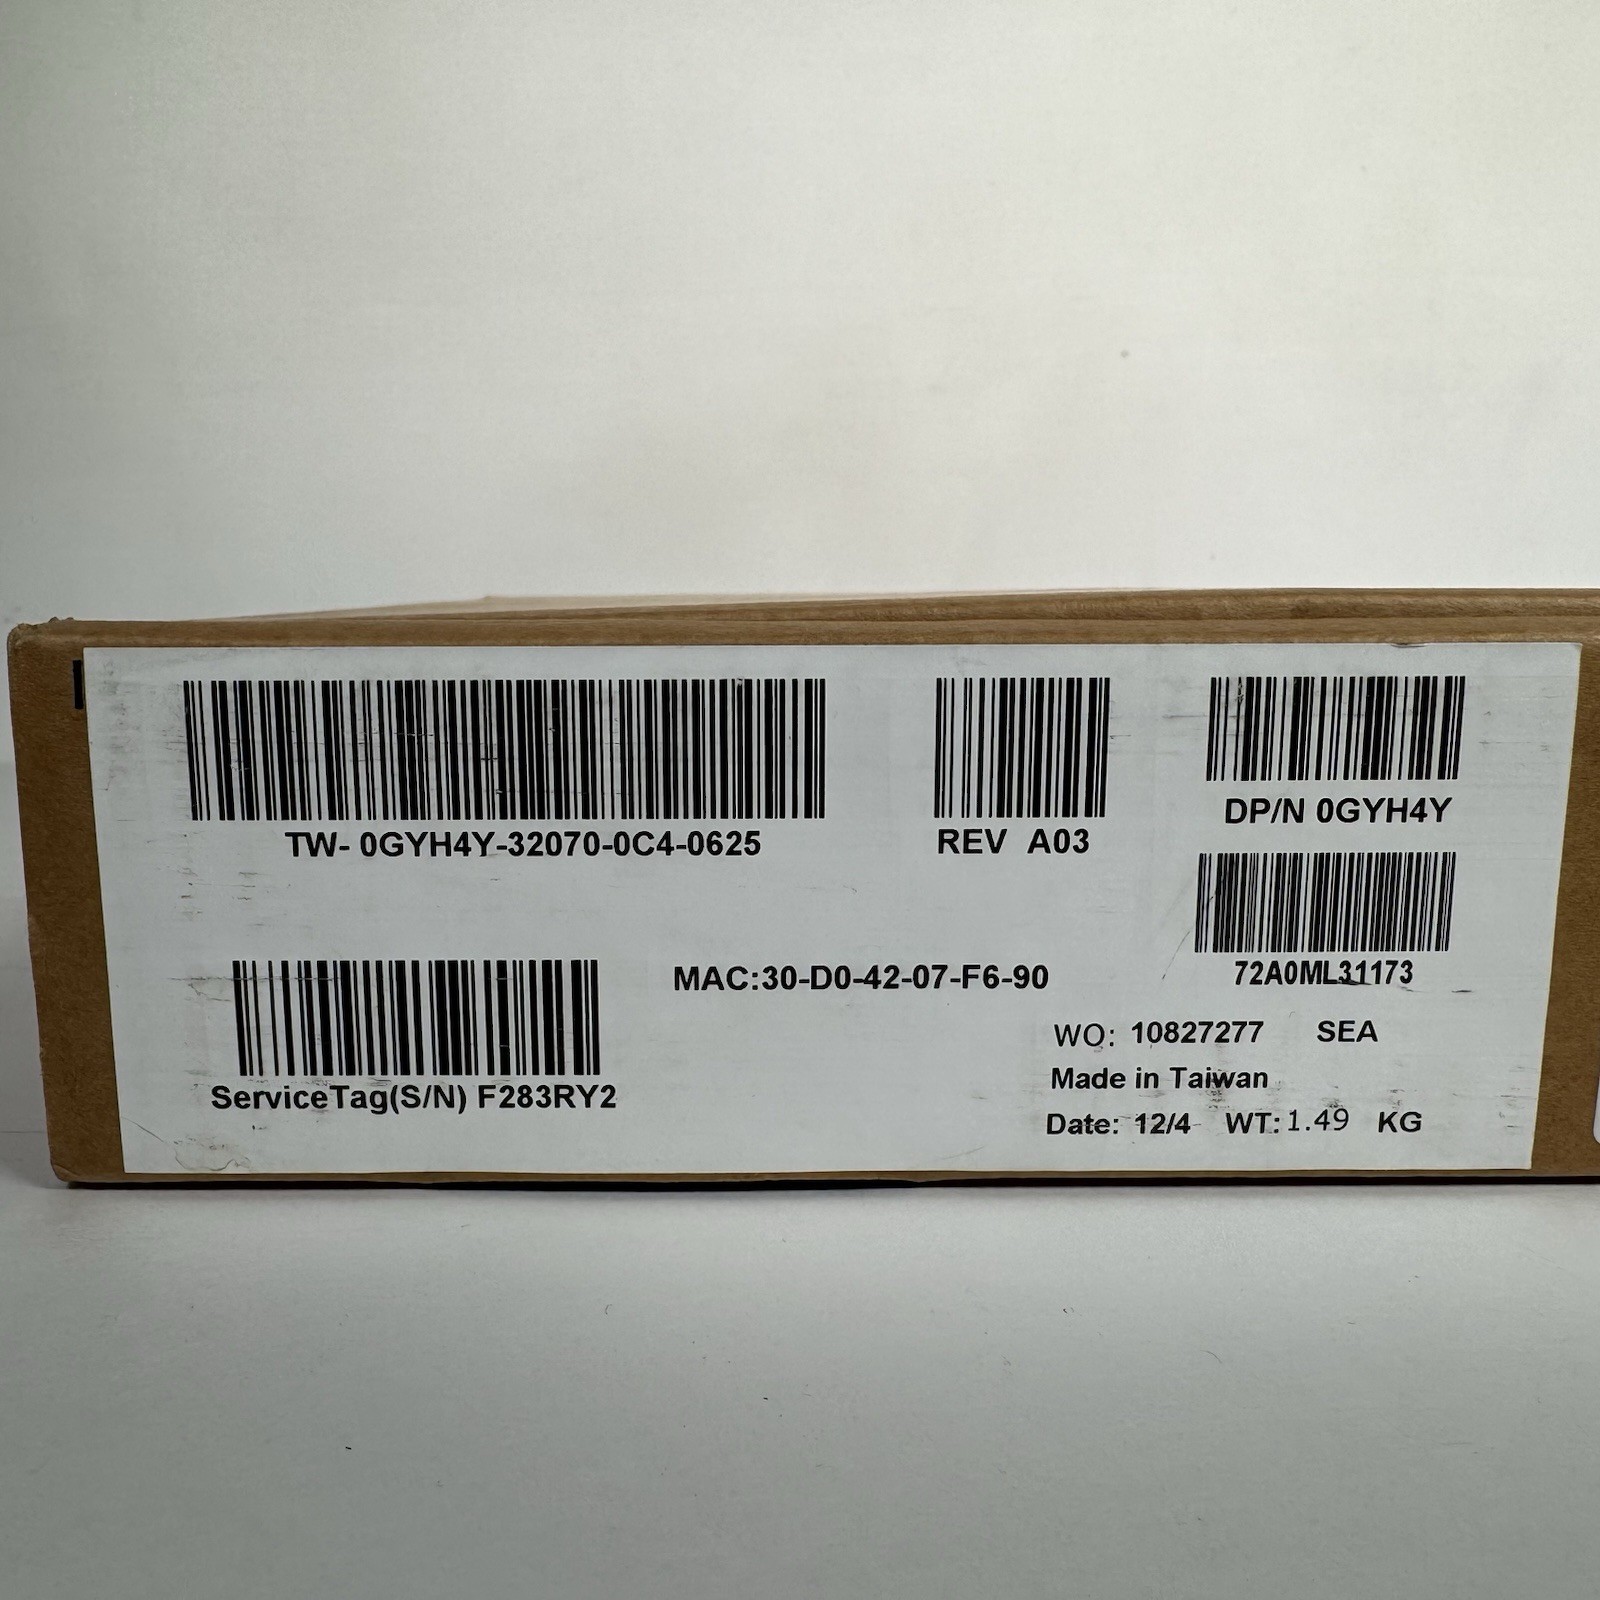 TW- 0GYH4Y-32070-0C4-0625
REV A03
DP/N 0GYH4Y
72A0ML31173
MAC:30-D0-42-07-F6-90
ServiceTag(S/N) F283RY2
WO: 10827277 SEA
Made in Taiwan
Date: 12/4 WT:1.49 KG